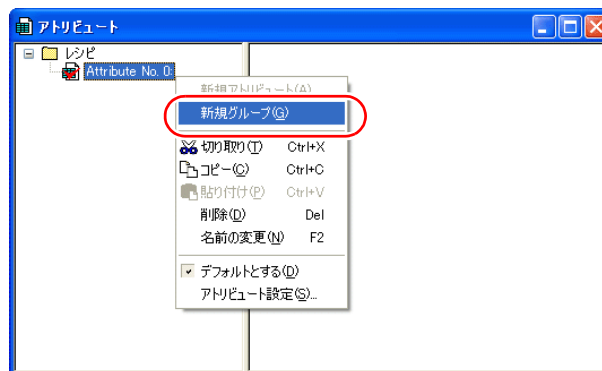 アトリビュート
レシピ
Attribute No. 0:
新規アトリビュート(A)
新規グループ(G)
切り取り(T) Ctrl+X
コピー(C) Ctrl+C
貼り付け(P) Ctrl+V
削除(D) Del
名前の変更(N) F2
デフォルトとする(D)
アトリビュート設定(S)...